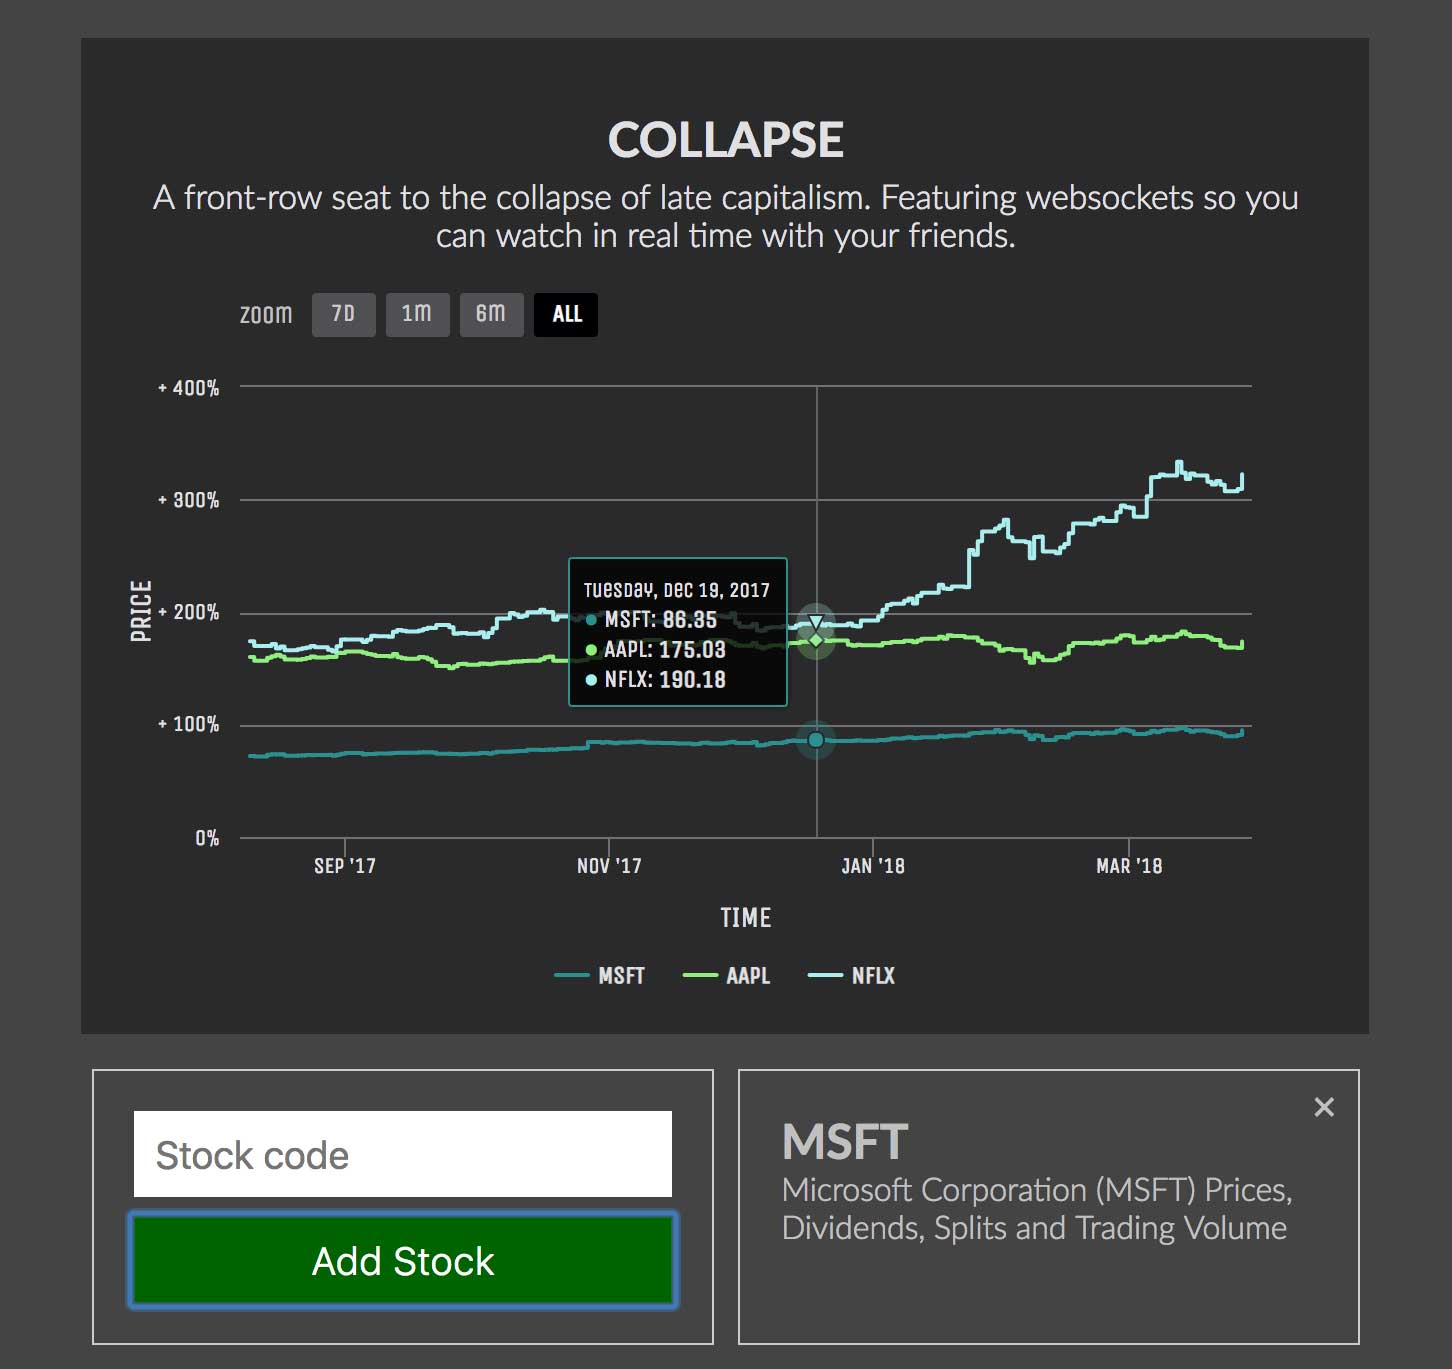 COLLAPSE
A front-row seat to the collapse of late capitalism. Featuring websockets so you
can watch in real time with your friends.
Zoom 7D 1M 6M ALL
+ 400%
+ 300%
+ 200%
+ 100%
0%
PRICE
Tuesday, Dec 19, 2017
MSFT: 86.35
AAPL: 175.03
NFLX: 190.18
SEP '17 NOV '17 JAN '18 MAR '18
TIME
MSFT AAPL NFLX
Stock code
Add Stock
×
MSFT
Microsoft Corporation (MSFT) Prices,
Dividends, Splits and Trading Volume